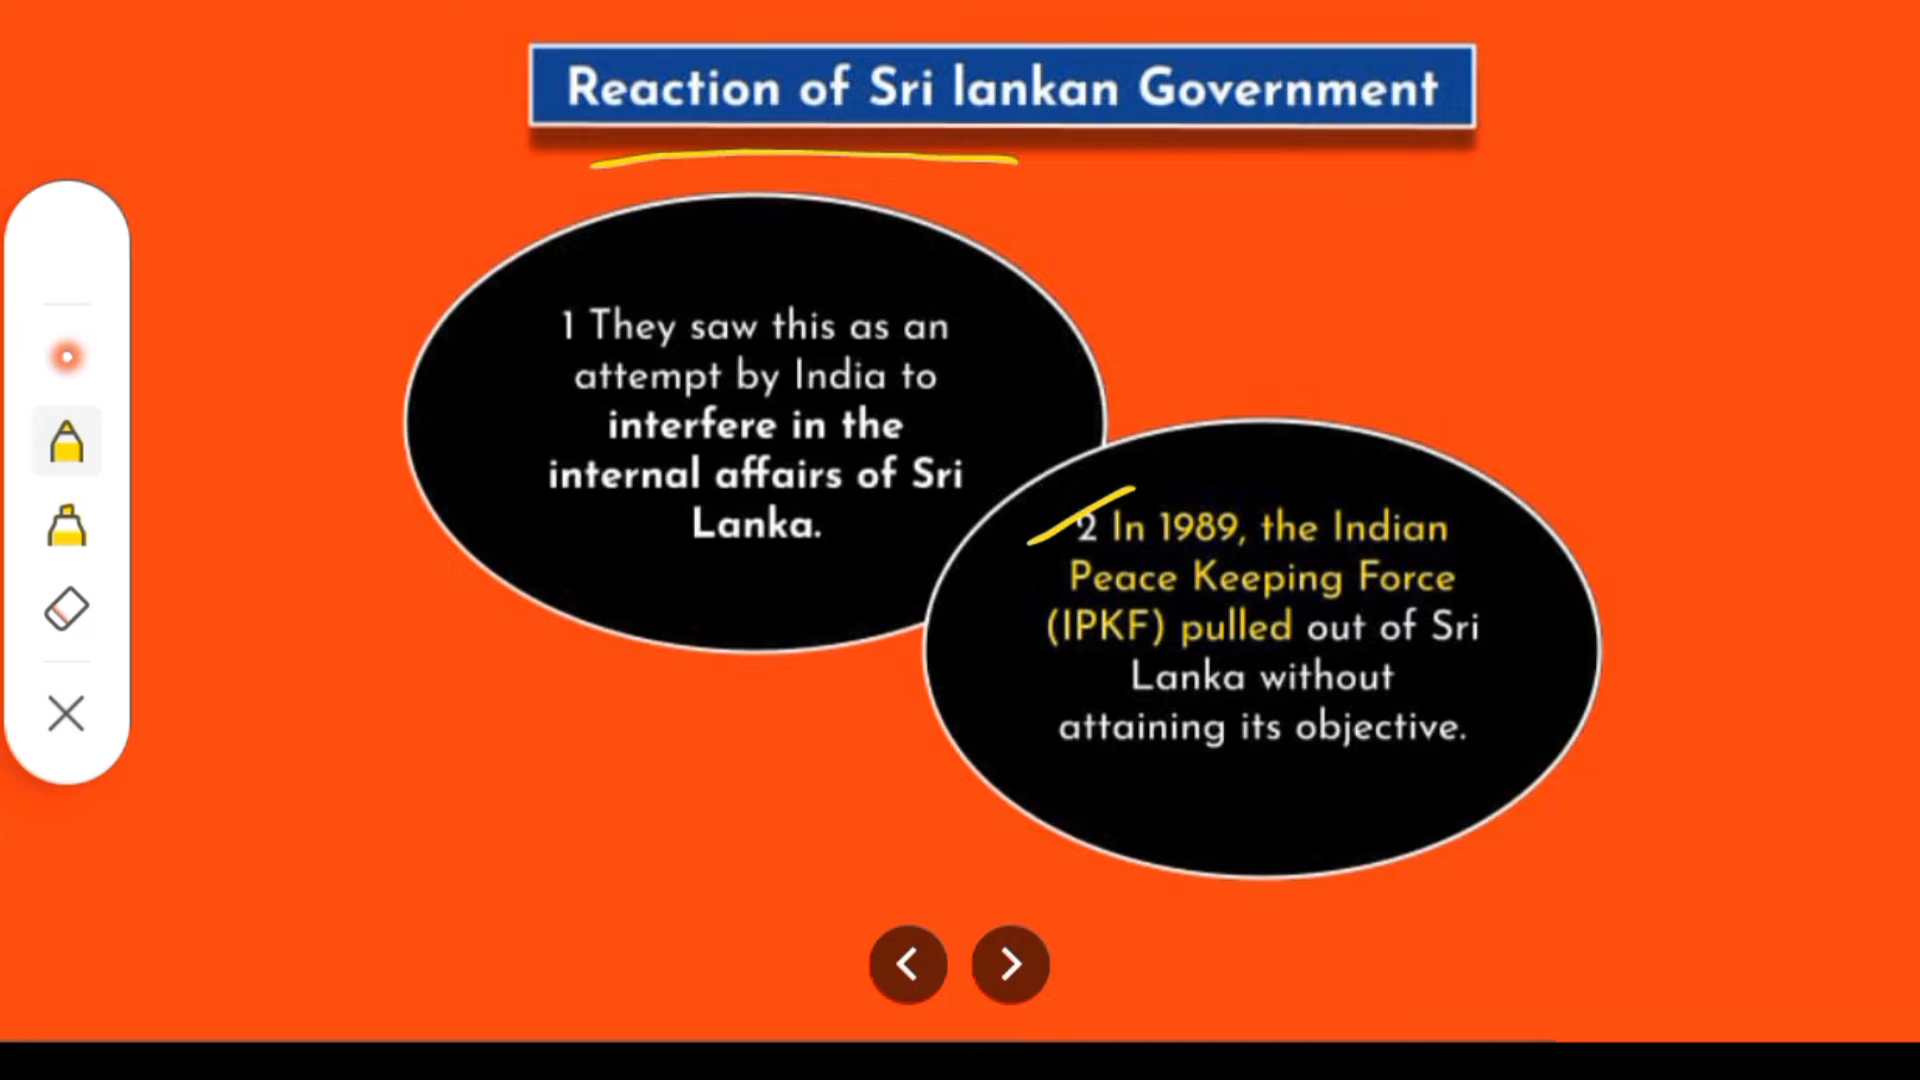 Reaction of Sri lankan Government
1 They saw this as an
attempt by India to
interfere in the
internal affairs of Sri
Lanka.
2 In 1989, the Indian
Peace Keeping Force
(IPKF) pulled out of Sri
Lanka without
attaining its objective.